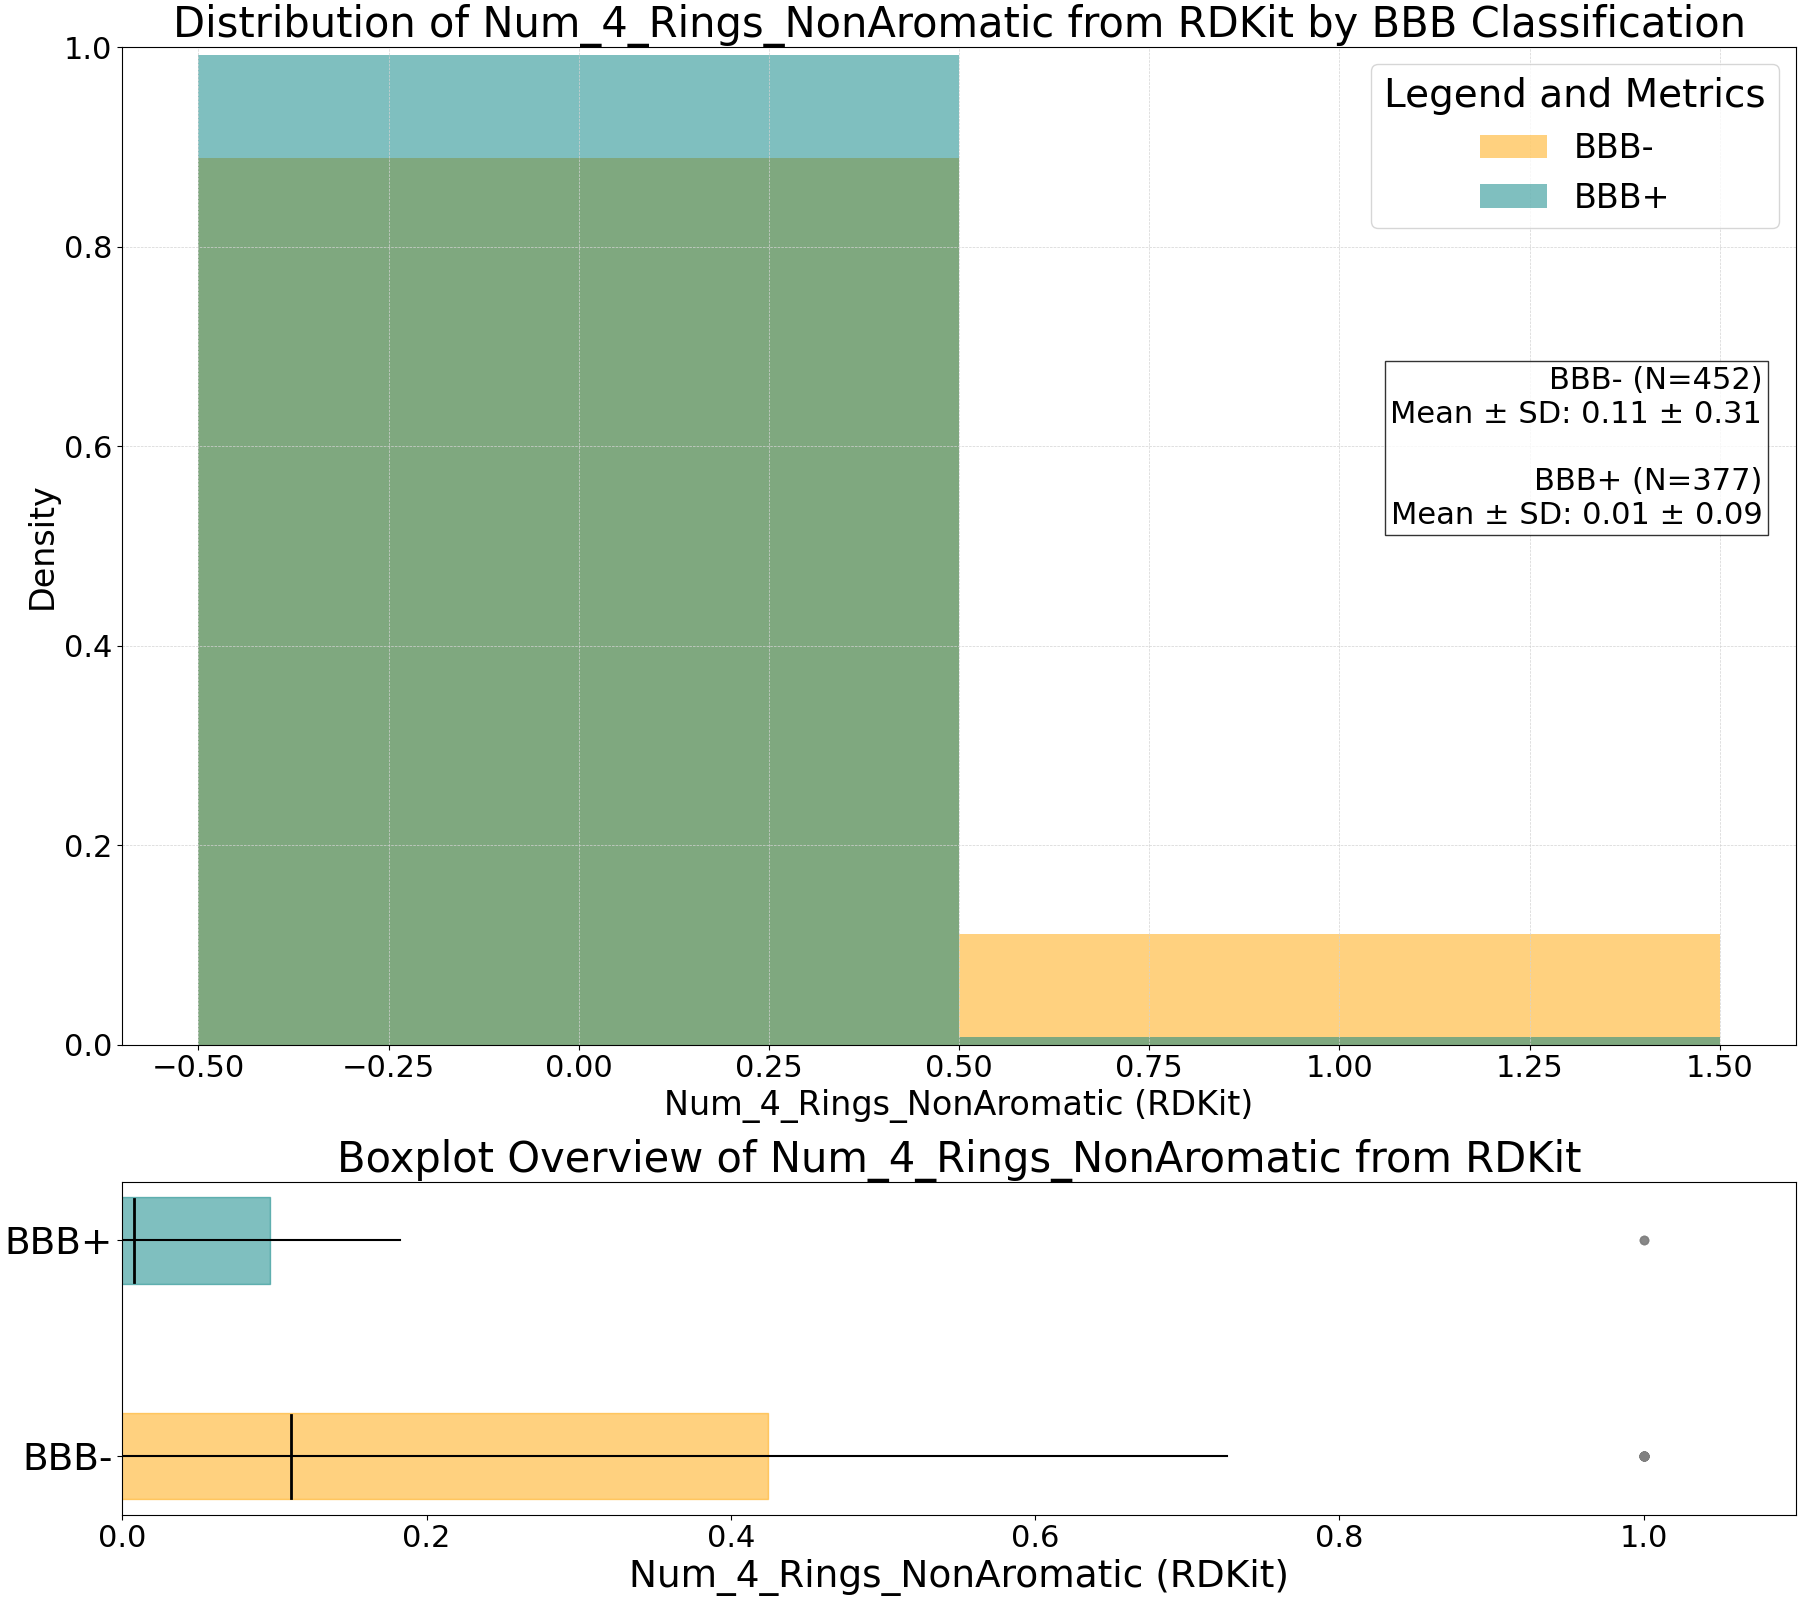 Distribution of Num_4_Rings_NonAromatic from RDKit by BBB Classification
1.0
0.8
0.6
0.4
0.2
0.0
Density
Legend and Metrics
BBB-
BBB+
BBB- (N=452)
Mean ± SD: 0.11 ± 0.31
BBB+ (N=377)
Mean ± SD: 0.01 ± 0.09
−0.50 −0.25 0.00 0.25 0.50 0.75 1.00 1.25 1.50
Num_4_Rings_NonAromatic (RDKit)
Boxplot Overview of Num_4_Rings_NonAromatic from RDKit
BBB+
BBB-
0.0 0.2 0.4 0.6 0.8 1.0
Num_4_Rings_NonAromatic (RDKit)